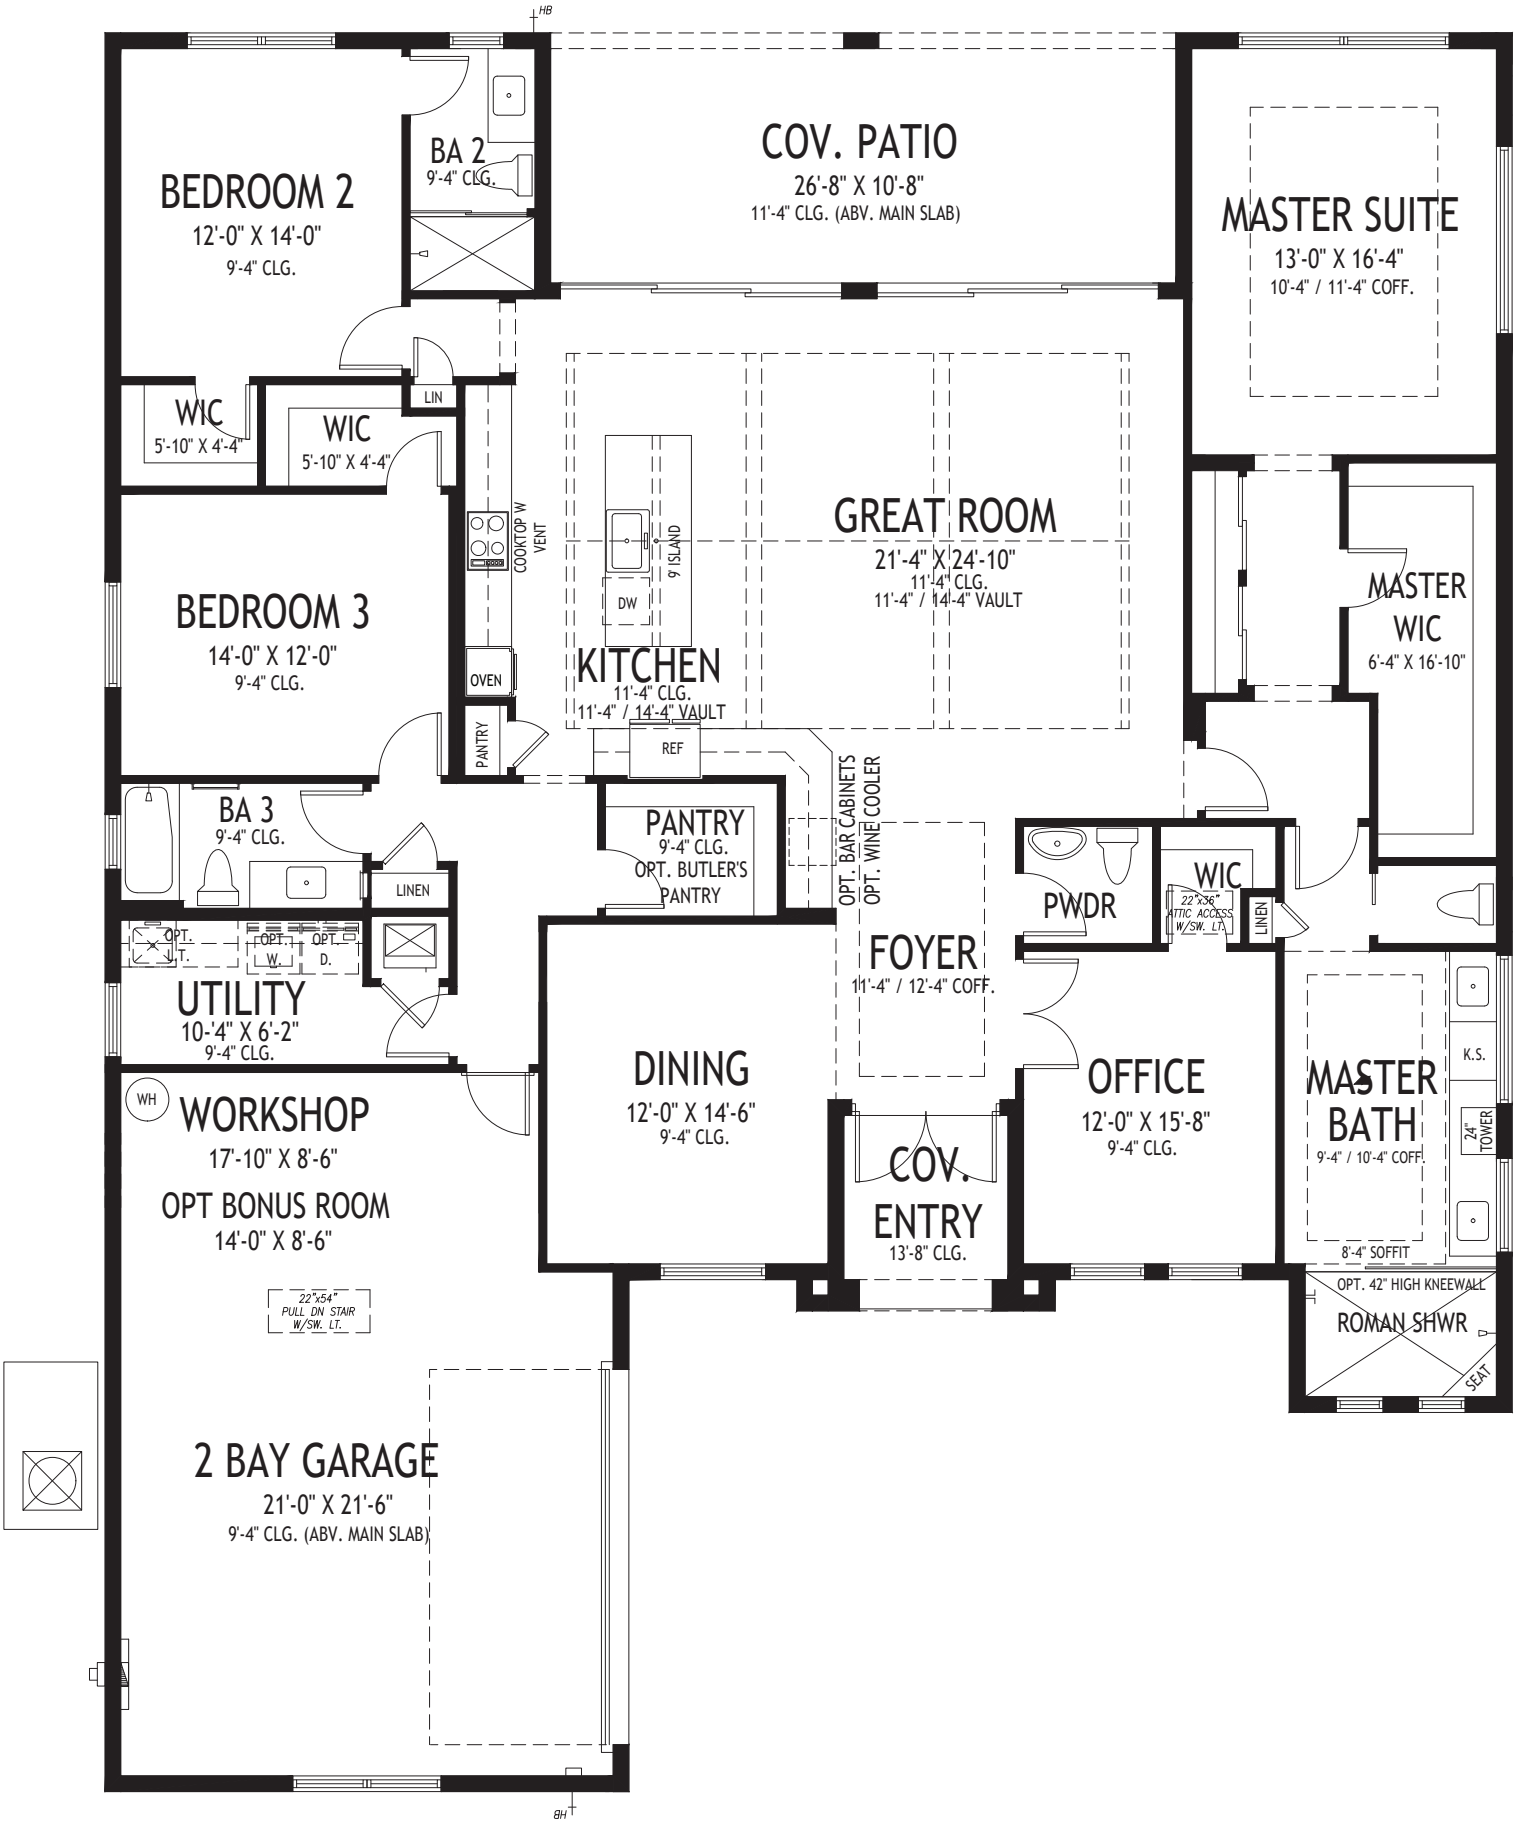 HB
BA 2
9'-4" CLG.
BEDROOM 2
12'-0" X 14'-0"
9'-4" CLG.
COV. PATIO
26'-8" X 10'-8"
11'-4" CLG. (ABV. MAIN SLAB)
MASTER SUITE
13'-0" X 16'-4"
10'-4" / 11'-4" COFF.
WIC
5'-10" X 4'-4"
WIC
5'-10" X 4'-4"
LIN
COOKTOP W
VENT
9' ISLAND
DW
GREAT ROOM
21'-4" X 24'-10"
11'-4" CLG.
11'-4" / 14'-4" VAULT
MASTER
WIC
6'-4" X 16'-10"
BEDROOM 3
14'-0" X 12'-0"
9'-4" CLG.
OVEN
KITCHEN
11'-4" CLG.
11'-4" / 14'-4" VAULT
PANTRY
REF
OPT. BAR CABINETS
OPT. WINE COOLER
BA 3
9'-4" CLG.
LINEN
PANTRY
9'-4" CLG.
OPT. BUTLER'S
PANTRY
PWDR
WIC
22"x36"
ATTIC ACCESS
W/SW. LT.
LINEN
OPT.
L.T.
OPT.
W.
OPT.
D.
UTILITY
10-'4" X 6'-2"
9'-4" CLG.
FOYER
11'-4" / 12'-4" COFF.
DINING
12'-0" X 14'-6"
9'-4" CLG.
OFFICE
12'-0" X 15'-8"
9'-4" CLG.
K.S.
MASTER
BATH
9'-4" / 10'-4" COFF.
24"
TOWER
8'-4" SOFFIT
WH
WORKSHOP
17'-10" X 8'-6"
OPT BONUS ROOM
14'-0" X 8'-6"
COV.
ENTRY
13'-8" CLG.
22"x54"
PULL DN STAIR
W/SW. LT.
OPT. 42" HIGH KNEEWALL
ROMAN SHWR
SEAT
2 BAY GARAGE
21'-0" X 21'-6"
9'-4" CLG. (ABV. MAIN SLAB)
HB